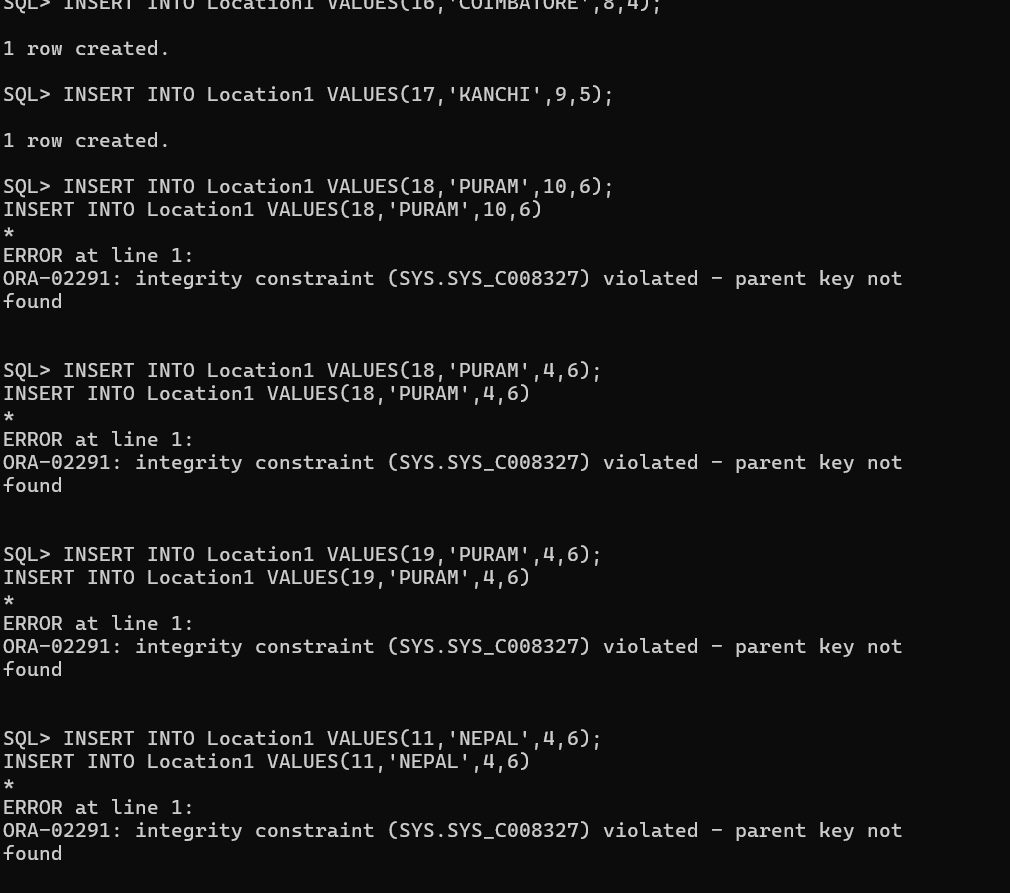 SQL> INSERT INTO Location1 VALUES(16,'COIMBATORE',8,4);
1 row created.
SQL> INSERT INTO Location1 VALUES(17,'KANCHI',9,5);
1 row created.
SQL> INSERT INTO Location1 VALUES(18,'PURAM',10,6);
INSERT INTO Location1 VALUES(18,'PURAM',10,6)
*
ERROR at line 1:
ORA-02291: integrity constraint (SYS.SYS_C008327) violated - parent key not
found
SQL> INSERT INTO Location1 VALUES(18,'PURAM',4,6);
INSERT INTO Location1 VALUES(18,'PURAM',4,6)
*
ERROR at line 1:
ORA-02291: integrity constraint (SYS.SYS_C008327) violated - parent key not
found
SQL> INSERT INTO Location1 VALUES(19,'PURAM',4,6);
INSERT INTO Location1 VALUES(19,'PURAM',4,6)
*
ERROR at line 1:
ORA-02291: integrity constraint (SYS.SYS_C008327) violated - parent key not
found
SQL> INSERT INTO Location1 VALUES(11,'NEPAL',4,6);
INSERT INTO Location1 VALUES(11,'NEPAL',4,6)
*
ERROR at line 1:
ORA-02291: integrity constraint (SYS.SYS_C008327) violated - parent key not
found